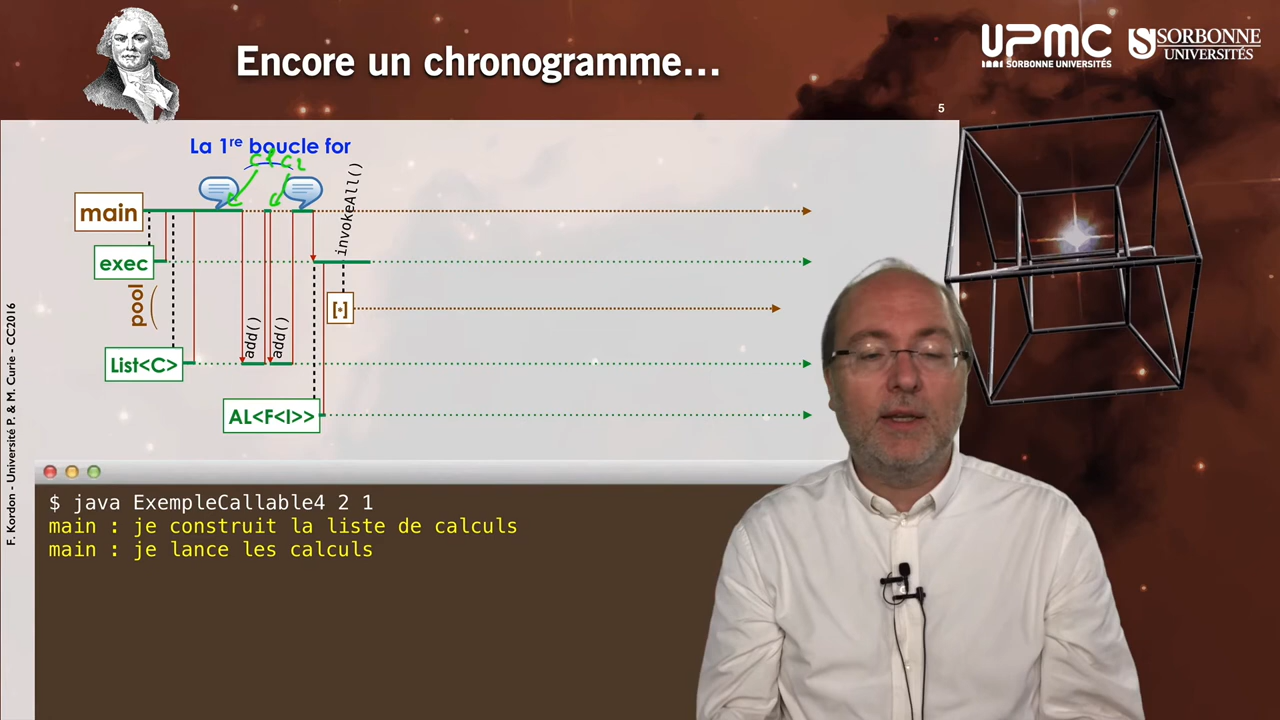 Encore un chronogramme...
UPMC
SORBONNE UNIVERSITÉS
SORBONNE
UNIVERSITÉS
5
La 1re boucle for
C1 C2
main
invokeAll()
exec
pool
[·]
add()
add()
List<C>
AL<F<I>>
F. Kordon - Université P. & M. Curie - CC2016
$ java ExempleCallable4 2 1
main : je construit la liste de calculs
main : je lance les calculs